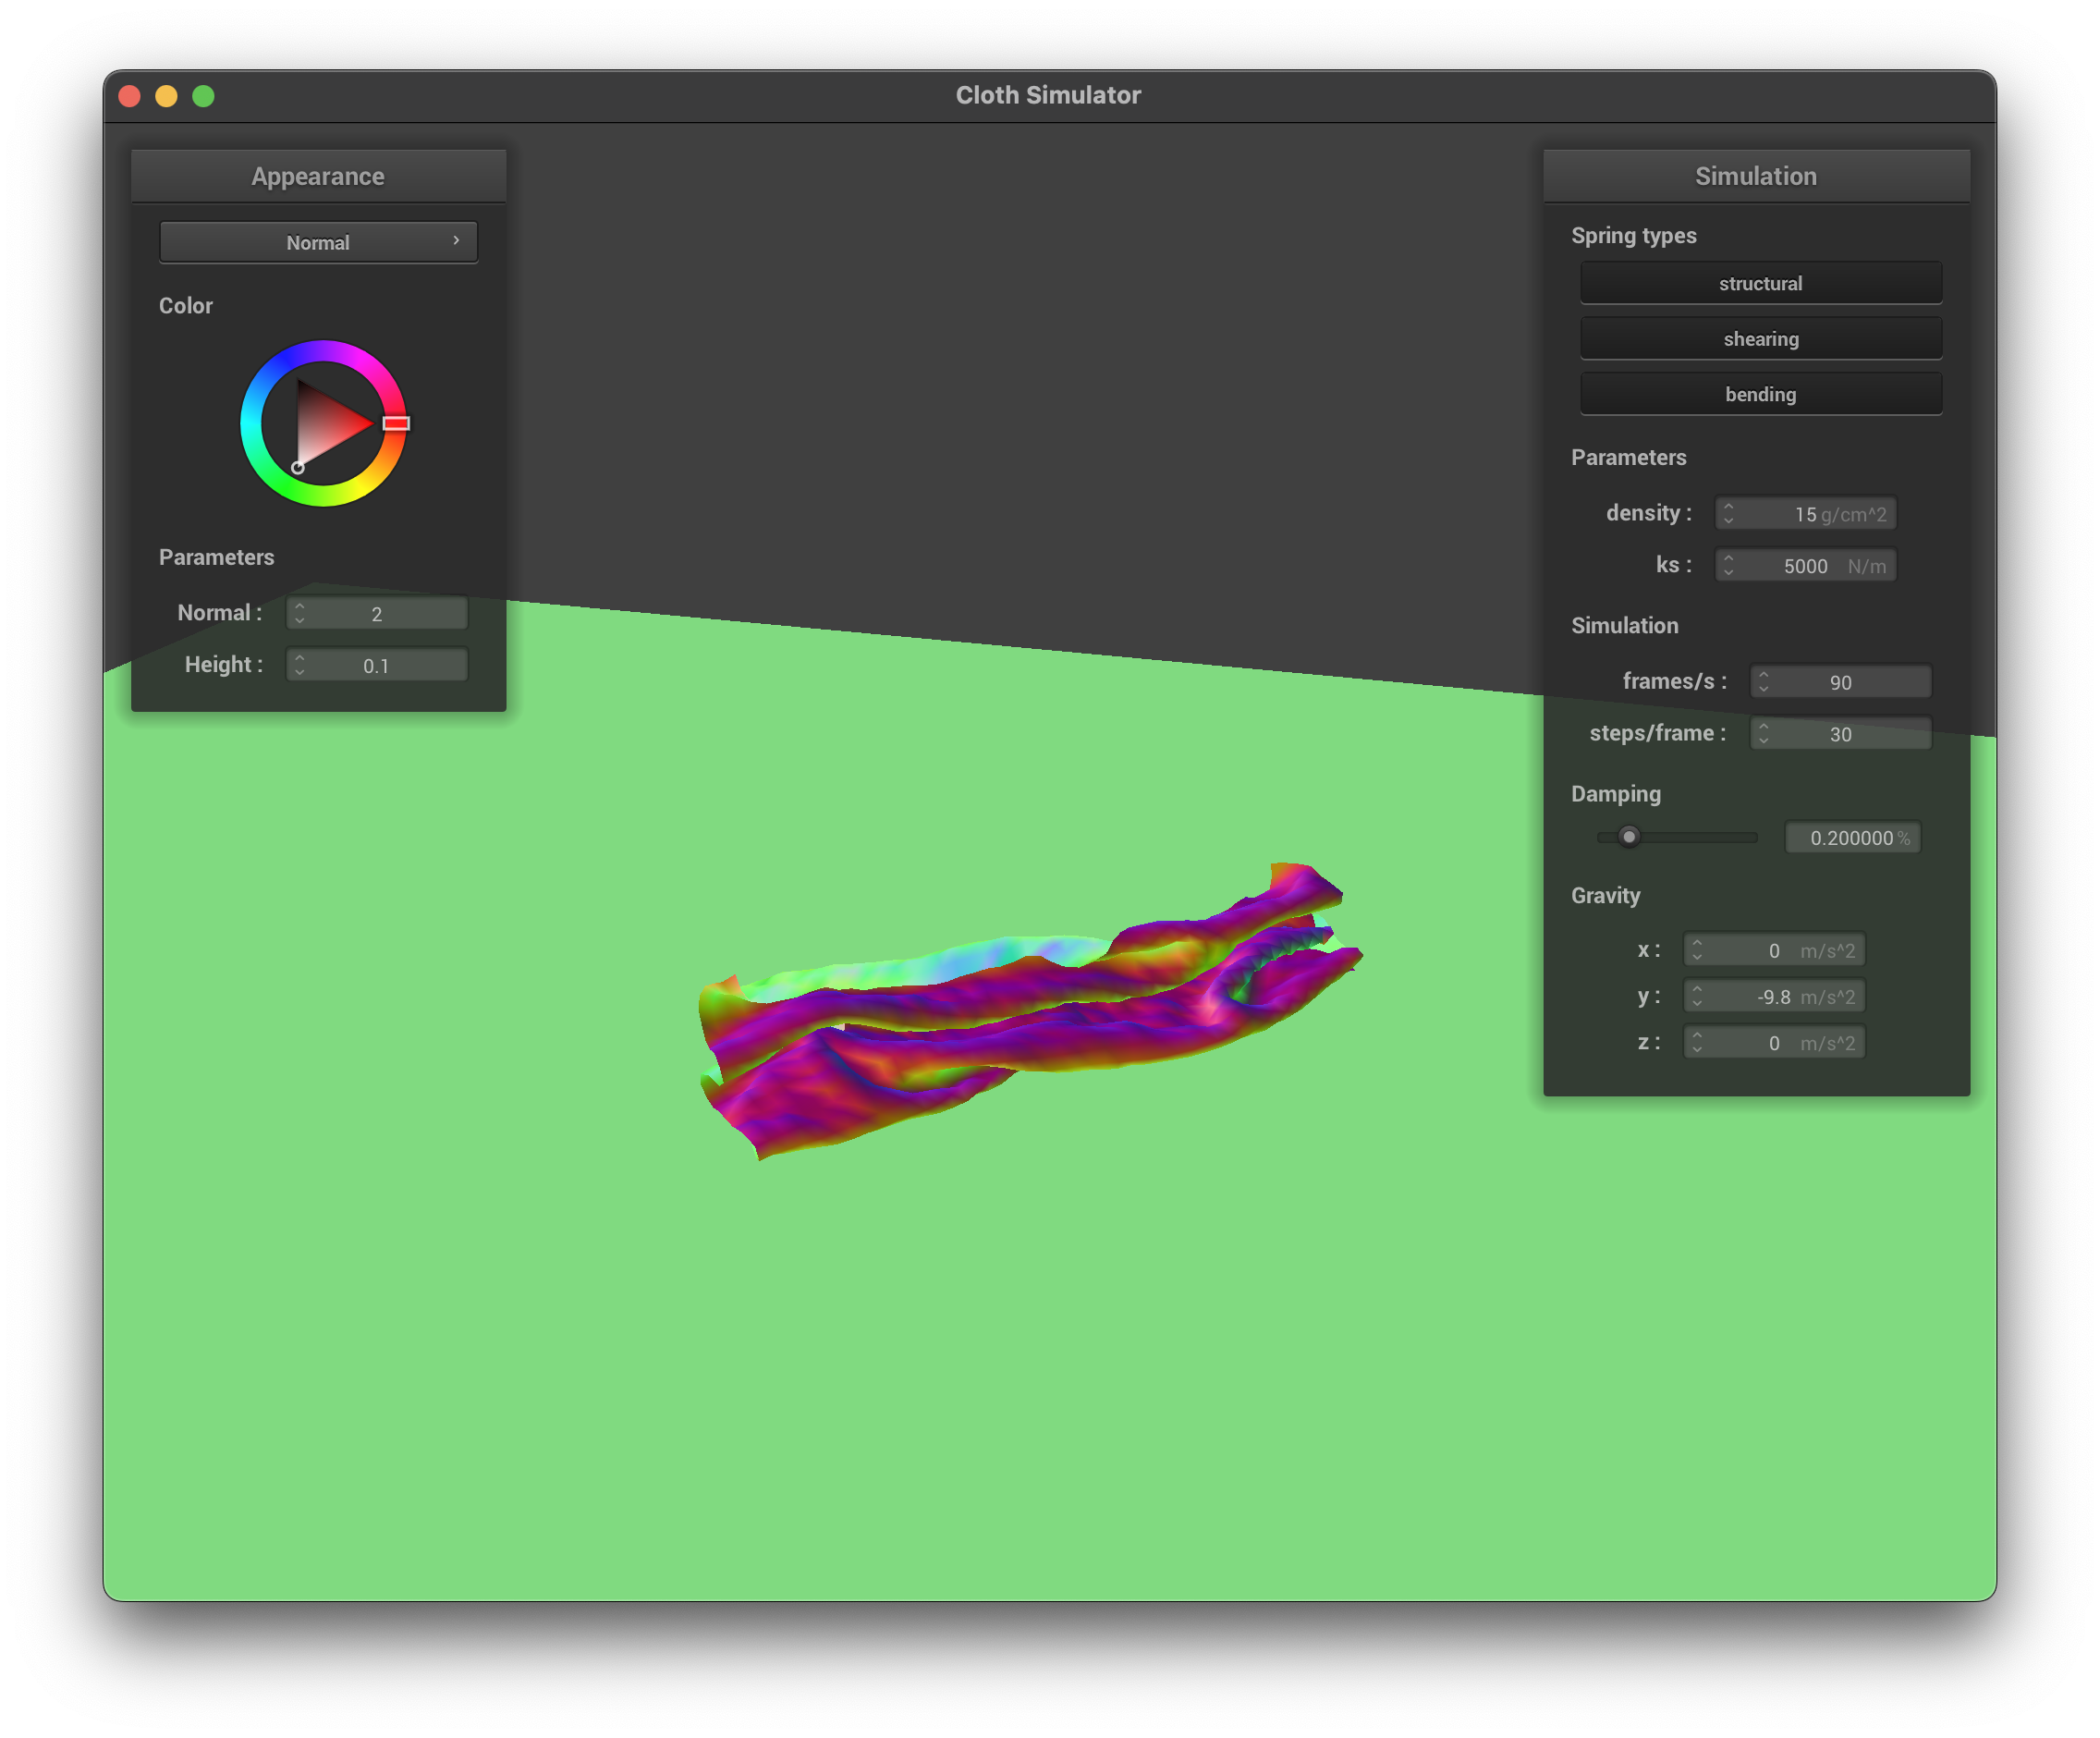 Cloth Simulator
Appearance
Normal
Color
Parameters
Normal : 2
Height : 0.1
Simulation
Spring types
structural
shearing
bending
Parameters
density : 15 g/cm^2
ks : 5000 N/m
Simulation
frames/s : 90
steps/frame : 30
Damping
0.200000 %
Gravity
x : 0 m/s^2
y : -9.8 m/s^2
z : 0 m/s^2